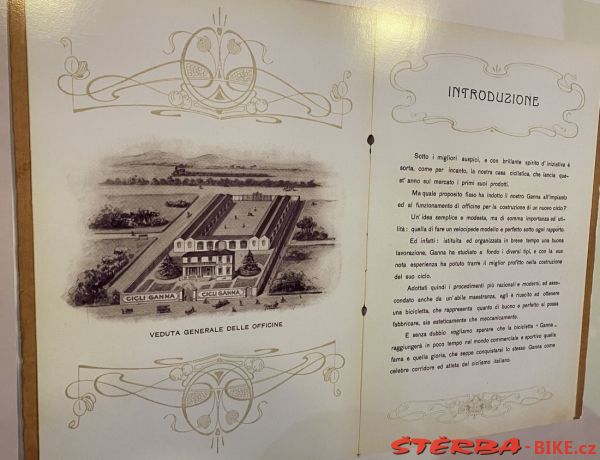 CICLI GANNA
CICLI GANNA
VEDUTA GENERALE DELLE OFFICINE
INTRODUZIONE
Sotto i migliori auspici, e con brillante spirito d'iniziativa è
sorta, come per incanto, la nostra casa ciclistica, che lancia que-
st'anno sul mercato i primi suoi prodotti.
Ma quale proposito fisso ha indotto il nostro Ganna all'impianto
ed al funzionamento di officine per la costruzione di un nuovo ciclo?
Un'idea semplice e modesta, ma di somma importanza ed uti-
lità: quella di fare un velocipede modello e perfetto sotto ogni rapporto.
Ed infatti: istituita ed organizzata in breve tempo una buona
lavorazione, Ganna ha studiato a fondo i diversi tipi, e con la sua
nota esperienza ha potuto trarre il miglior profitto nella costruzione
del suo ciclo.
Adottati quindi i procedimenti più razionali e moderni, ed asse-
condato anche da un'abile maestranza, egli è riuscito ad ottenere
una bicicletta, che rappresenta quanto di buono e perfetto si possa
fabbricare, sia esteticamente che meccanicamente.
E senza dubbio vogliamo sperare che la bicicletta "Ganna"
raggiungerà in poco tempo nel mondo commerciale e sportivo quella
fama e quella gloria, che seppe conquistarsi lo stesso Ganna come
celebre corridore ed atleta del ciclismo italiano.
ŠTĚRBA-BIKE.cz